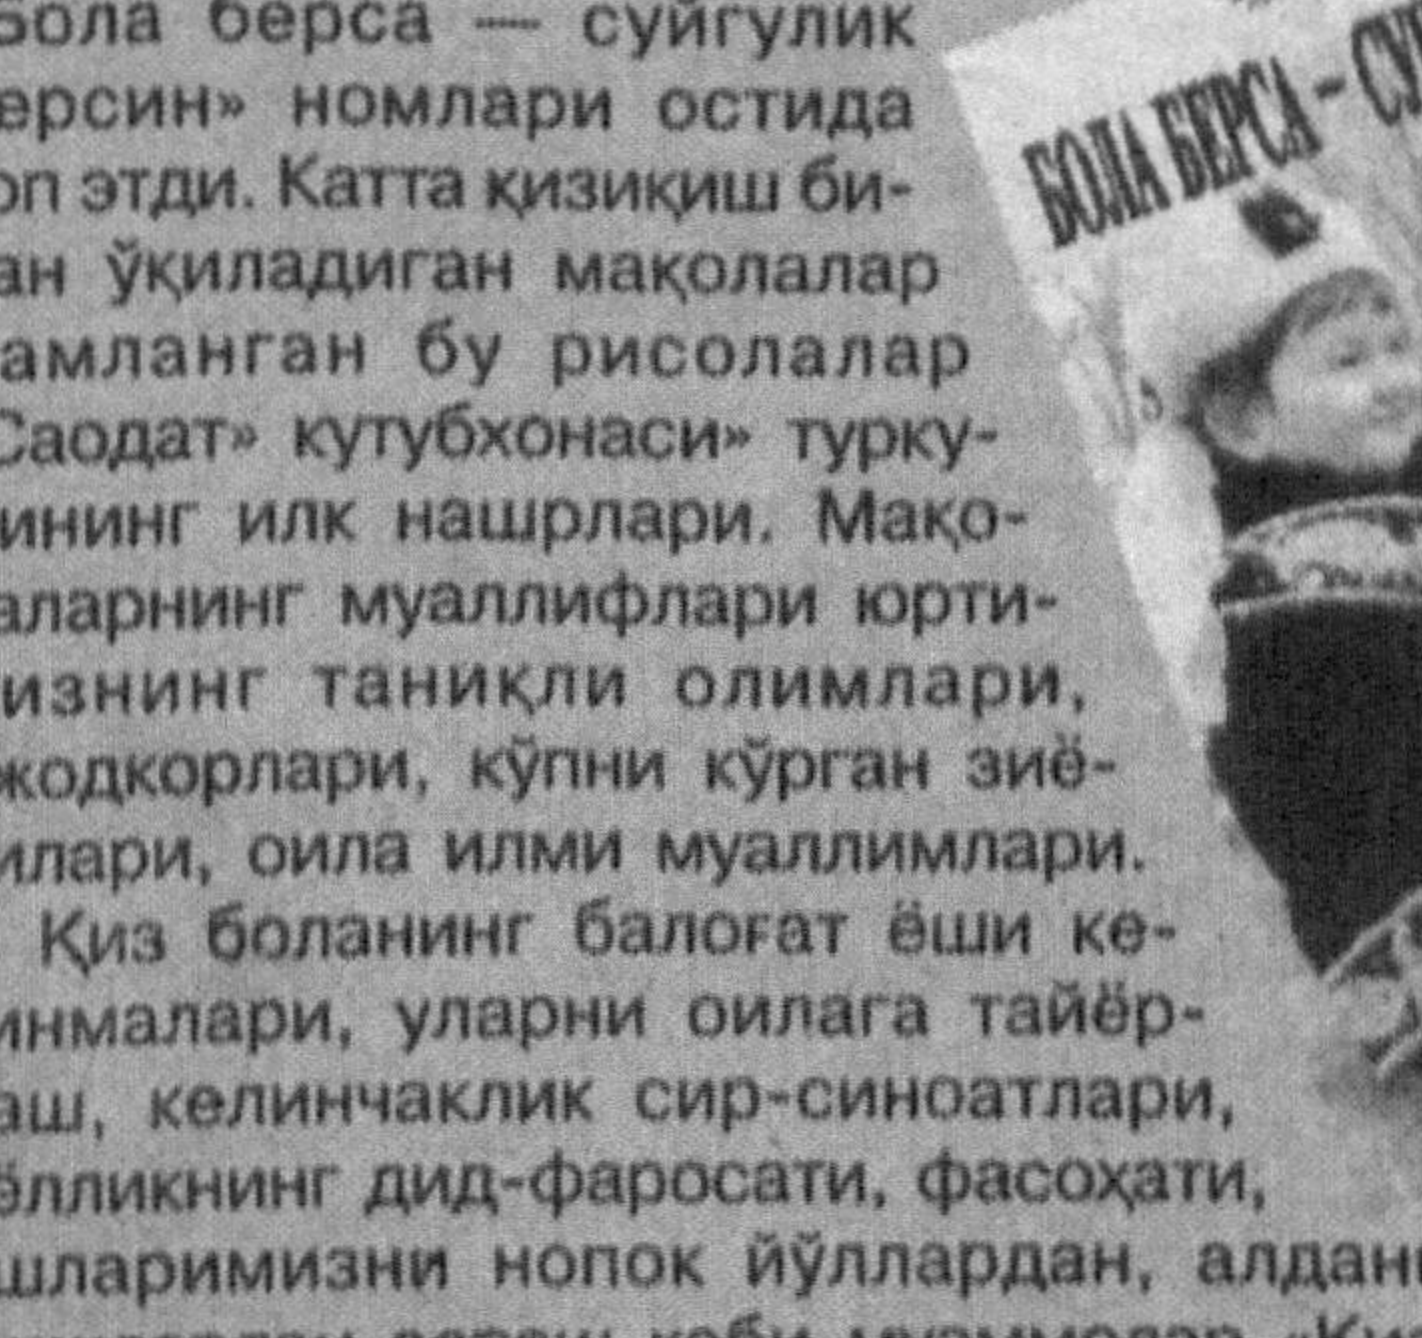 Бола берса — суйгулик
ерсин» номлари остида
оп этди. Катта қизиқиш би-
ан ўқиладиган мақолалар
амланган бу рисолалар
Саодат» кутубхонаси» турку-
ининг илк нашрлари. Мақо-
аларнинг муаллифлари юрти-
изнинг таниқли олимлари,
жодкорлари, кўпни кўрган зиё-
илари, оила илми муаллимлари.
Қиз боланинг балоғат ёши ке-
инмалари, уларни оилага тайёр-
аш, келинчаклик сир-синоатлари,
ёлликнинг дид-фаросати, фасоҳати,
шларимизни нопок йўллардан, алдан
БОЛА БЕРСА - СУ